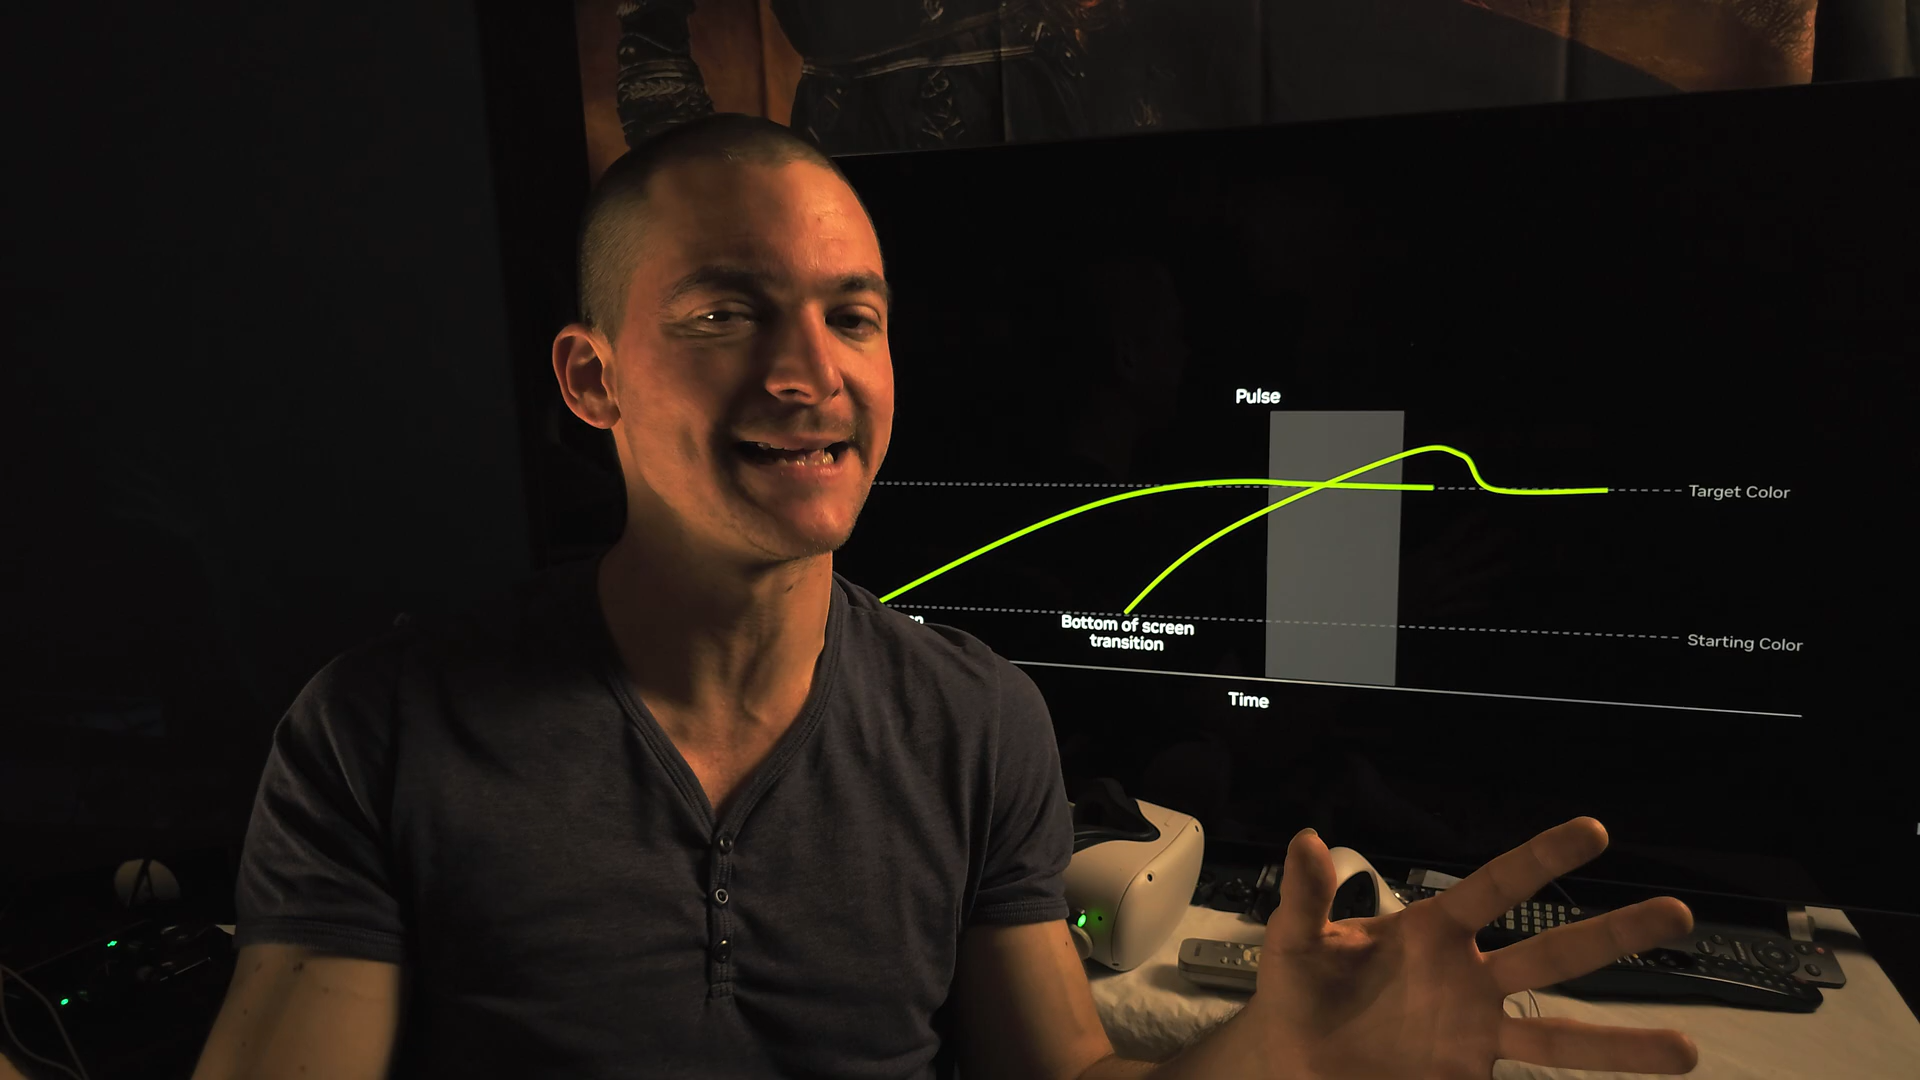 Pulse
Target Color
Bottom of screen
transition
Starting Color
Time